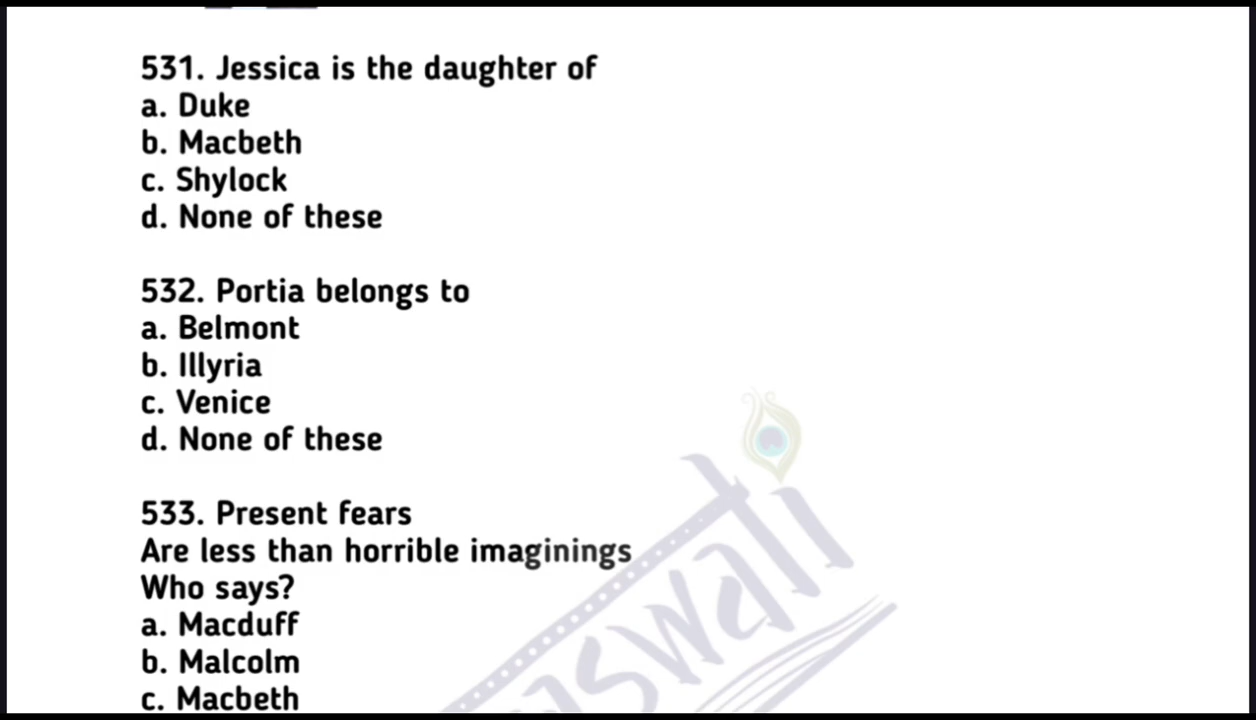 531. Jessica is the daughter of
a. Duke
b. Macbeth
c. Shylock
d. None of these
532. Portia belongs to
a. Belmont
b. Illyria
c. Venice
d. None of these
533. Present fears
Are less than horrible imaginings
Who says?
a. Macduff
b. Malcolm
c. Macbeth